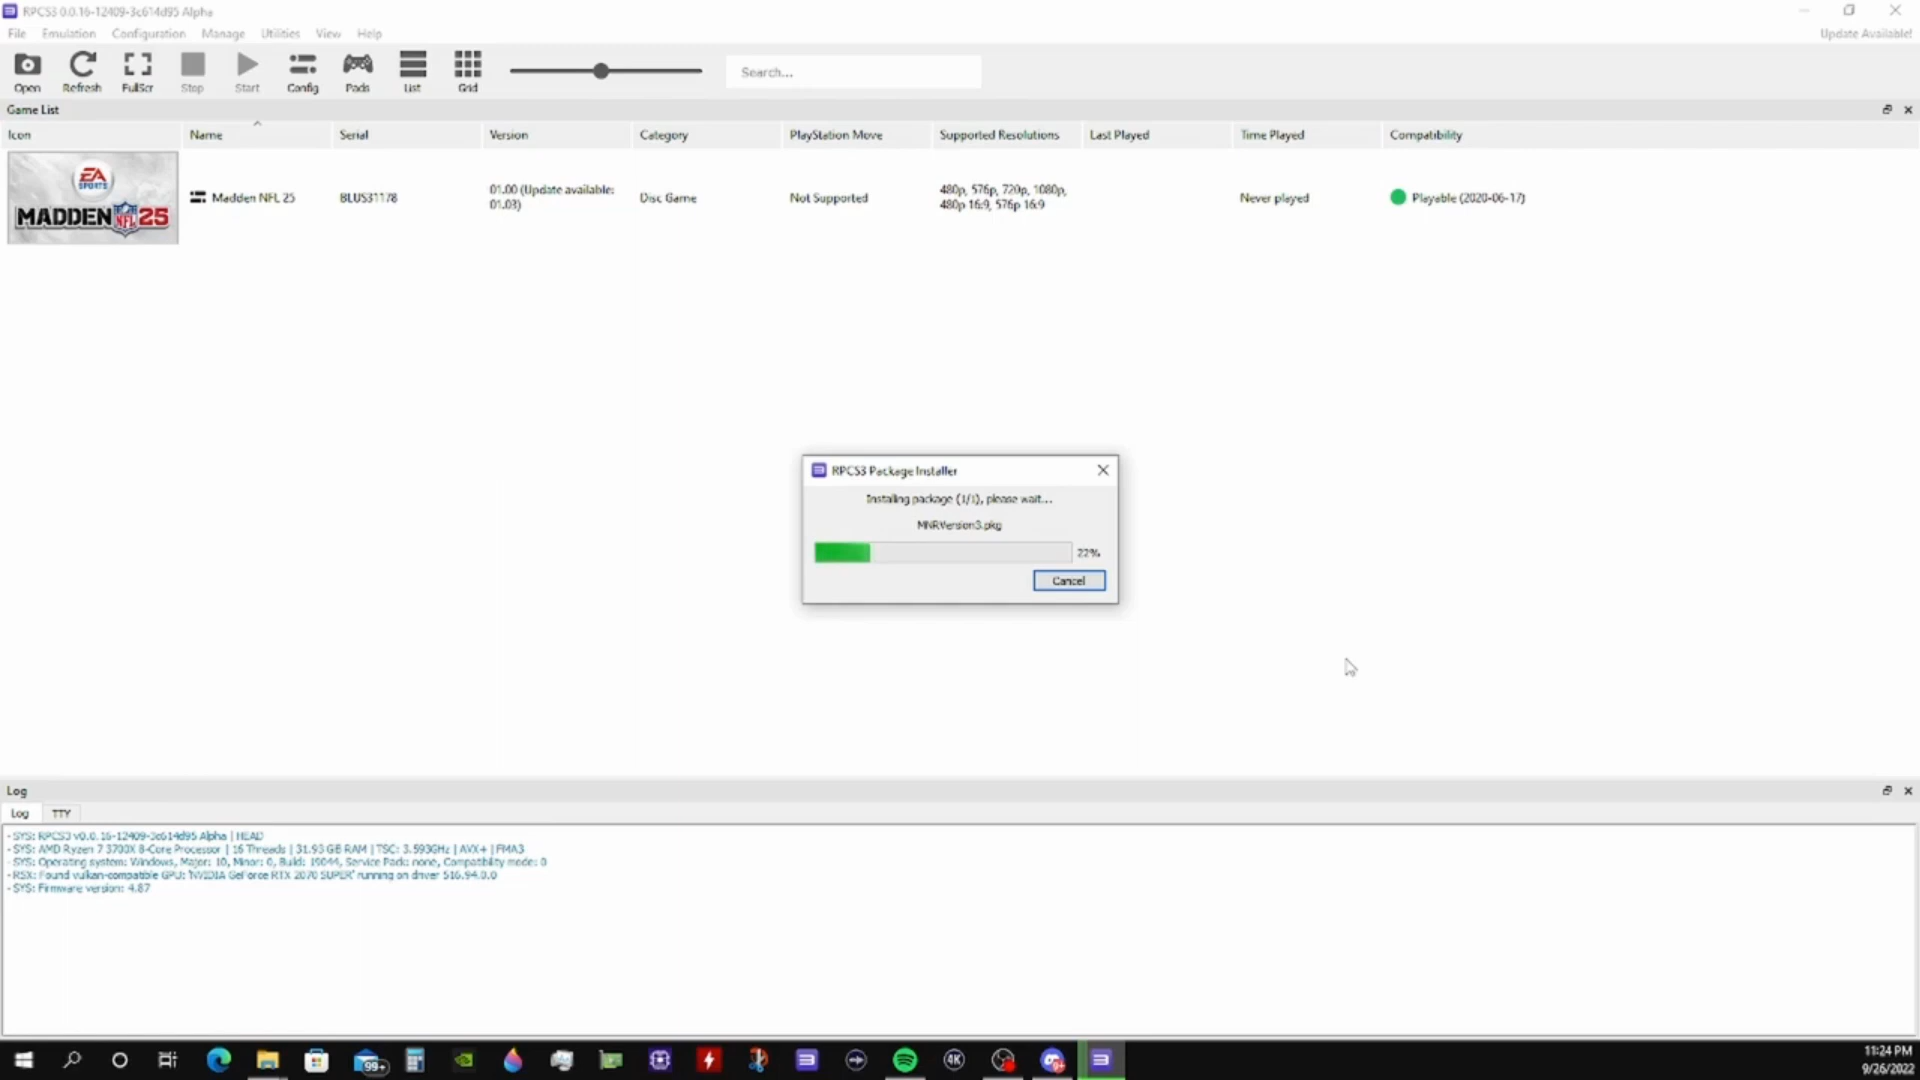 RPCS3 0.0.16-12409-3c614d95 Alpha
File Emulation Configuration Manage Utilities View Help Update Available!
Open Refresh FullScr Stop Start Config Pads List Grid Search...
Game List
Icon Name Serial Version Category PlayStation Move Supported Resolutions Last Played Time Played Compatibility
EA SPORTS
MADDEN NFL 25
Madden NFL 25 BLUS31178 01.00 (Update available: 01.03) Disc Game Not Supported 480p, 576p, 720p, 1080p, 480p 16:9, 576p 16:9 Never played Playable (2020-06-17)
RPCS3 Package Installer
Installing package (1/1), please wait...
MNRVersion3.pkg
22%
Cancel
Log
Log TTY
- SYS: RPCS3 v0.0.16-12409-3c614d95 Alpha | HEAD
- SYS: AMD Ryzen 7 3700X 8-Core Processor | 16 Threads | 31.93 GB RAM | TSC: 3.593GHz | AVX+ | FMA3
- SYS: Operating system: Windows, Major: 10, Minor: 0, Build: 19044, Service Pack: none, Compatibility mode: 0
- RSX: Found vulkan-compatible GPU: 'NVIDIA GeForce RTX 2070 SUPER' running on driver 516.94.0.0
- SYS: Firmware version: 4.87
99+
4K
11:24 PM
9/26/2022